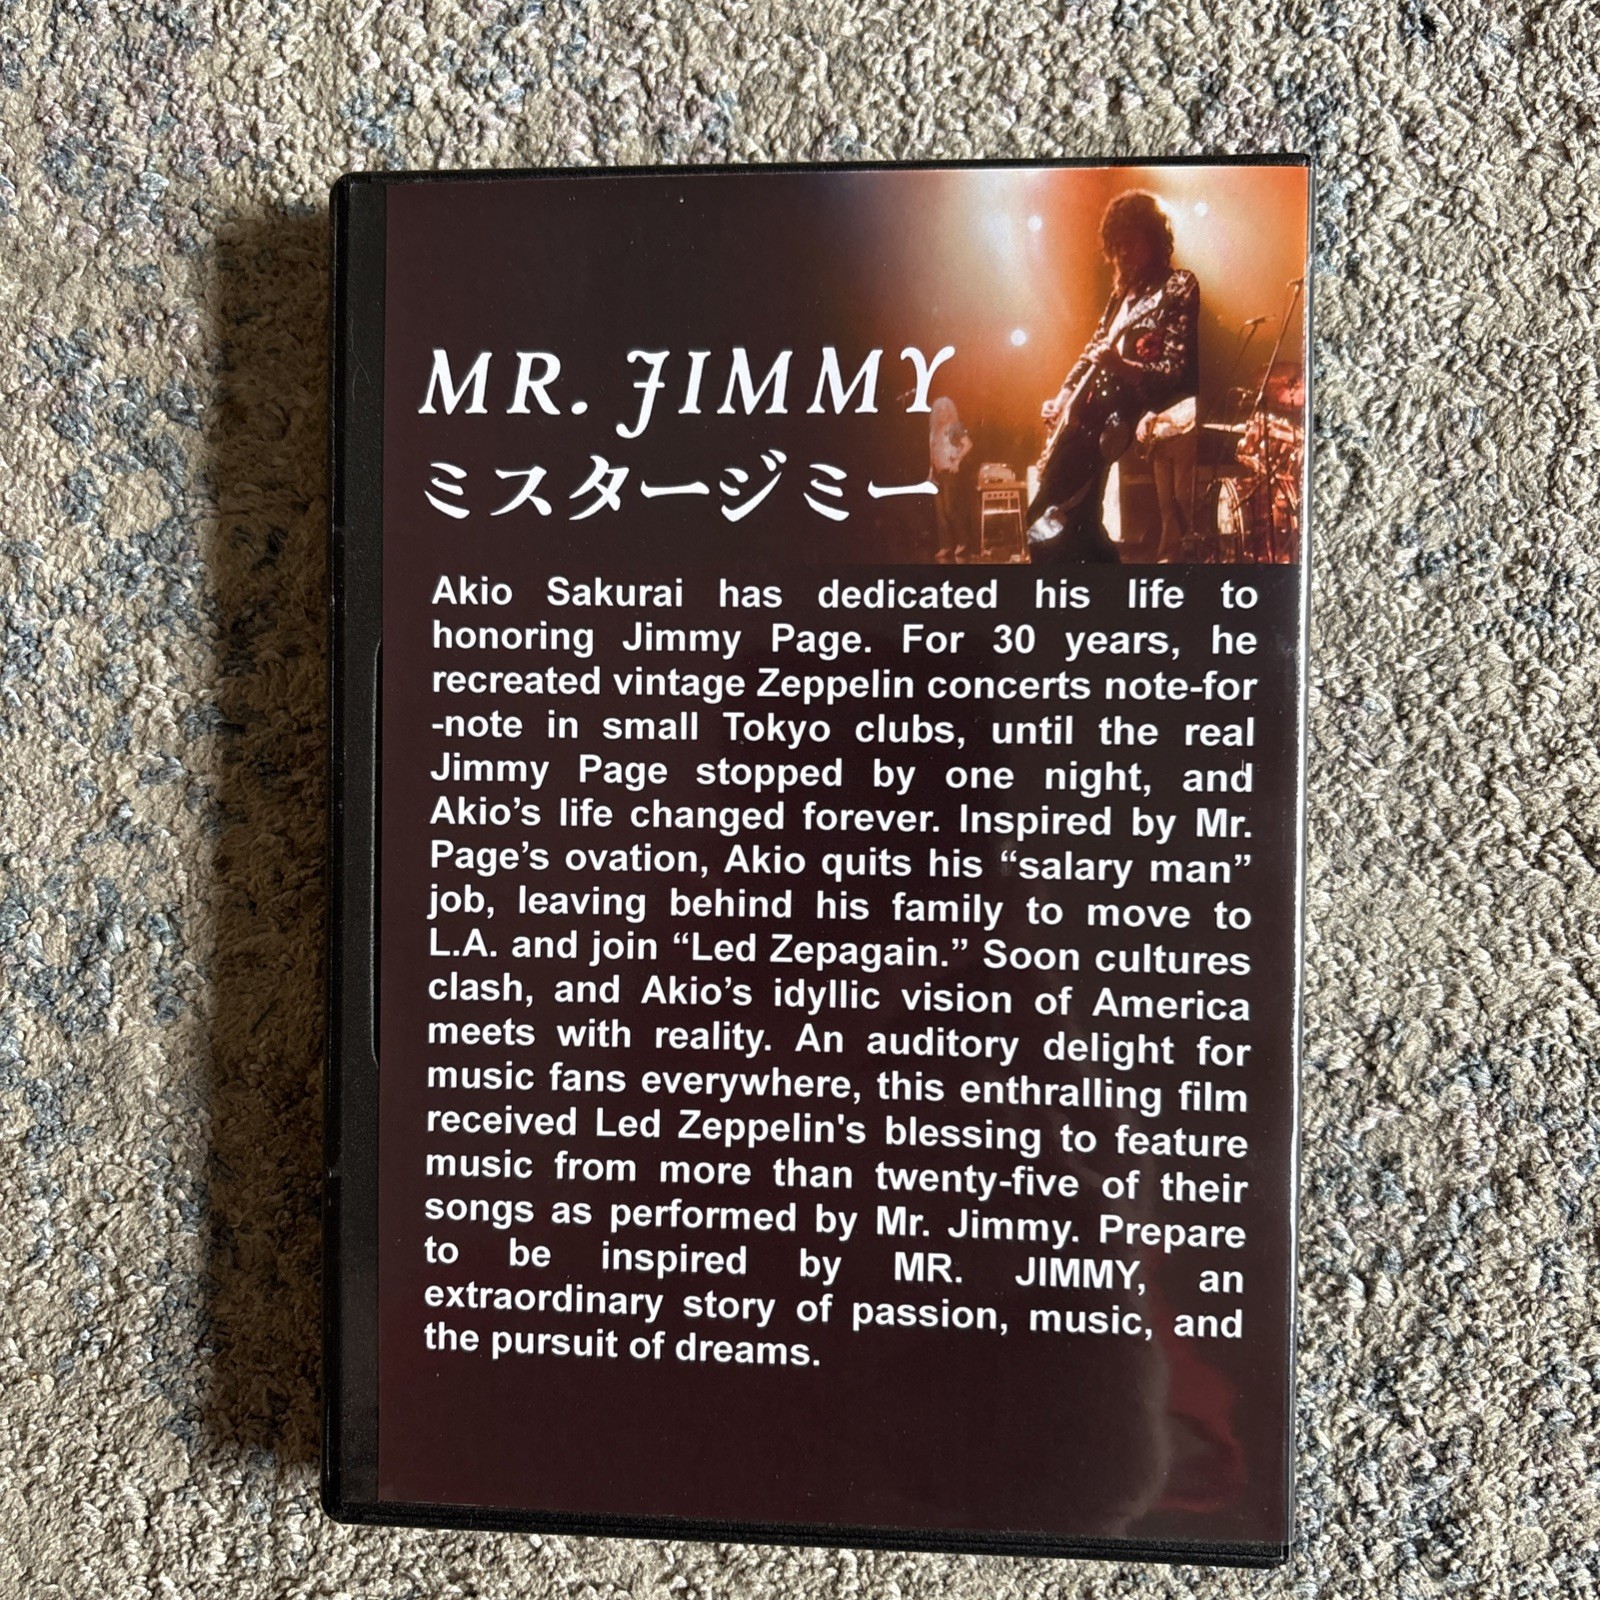 MR. JIMMY
ミスタージミー
Akio Sakurai has dedicated his life to
honoring Jimmy Page. For 30 years, he
recreated vintage Zeppelin concerts note-for
-note in small Tokyo clubs, until the real
Jimmy Page stopped by one night, and
Akio’s life changed forever. Inspired by Mr.
Page’s ovation, Akio quits his “salary man”
job, leaving behind his family to move to
L.A. and join “Led Zepagain.” Soon cultures
clash, and Akio’s idyllic vision of America
meets with reality. An auditory delight for
music fans everywhere, this enthralling film
received Led Zeppelin's blessing to feature
music from more than twenty-five of their
songs as performed by Mr. Jimmy. Prepare
to be inspired by MR. JIMMY, an
extraordinary story of passion, music, and
the pursuit of dreams.